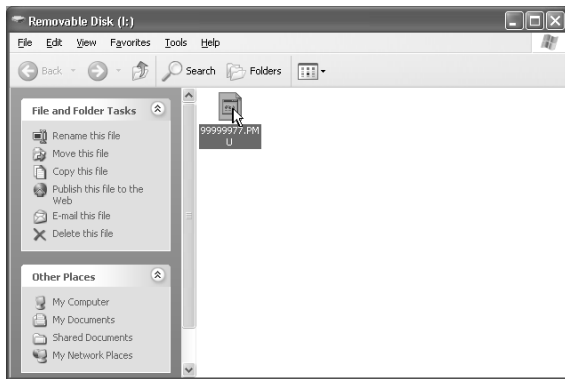 Removable Disk (I:)
File Edit View Favorites Tools Help
Back Search Folders
File and Folder Tasks
Rename this file
Move this file
Copy this file
Publish this file to the
Web
E-mail this file
Delete this file
Other Places
My Computer
My Documents
Shared Documents
My Network Places
99999977.PM
U